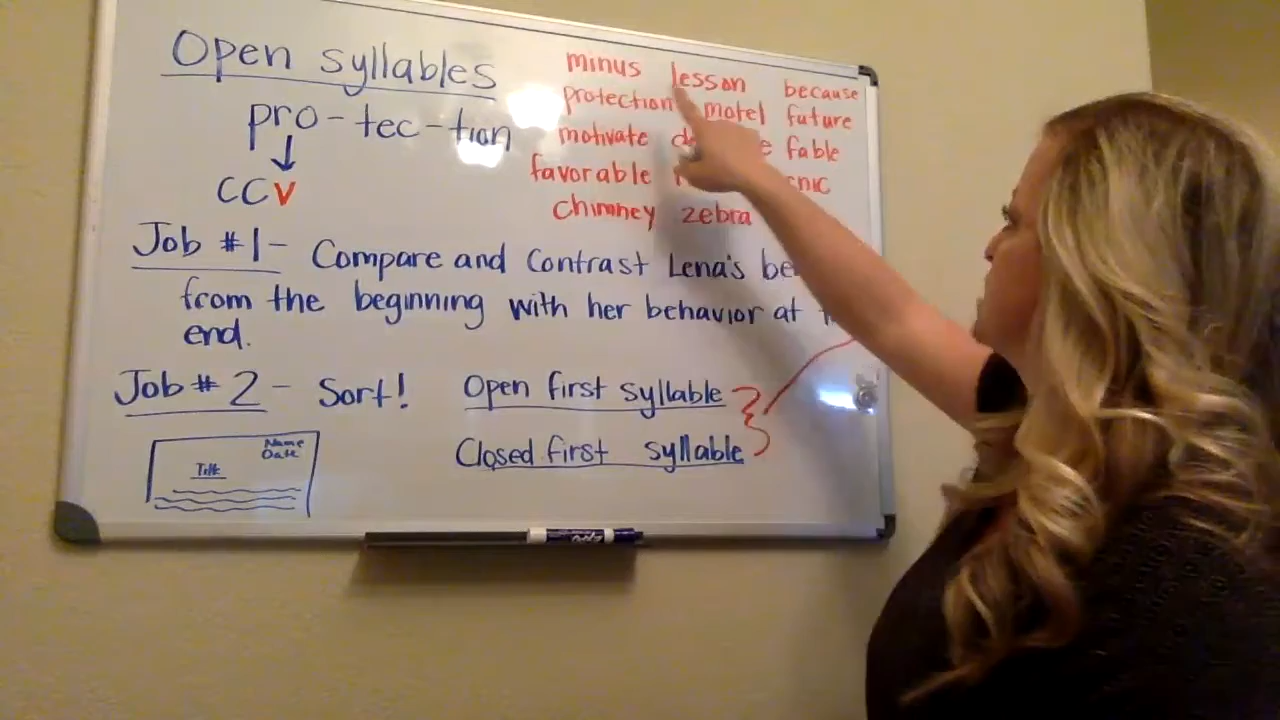 Open syllables
pro-tec-tion
CCV
minus lesson because
protection motel future
motivate fable
favorable
chimney zebra
Job #1- Compare and Contrast Lena's
from the beginning with her behavior at
end.
Job #2- Sort!
Open first syllable
Closed first syllable
Name
Date
Title